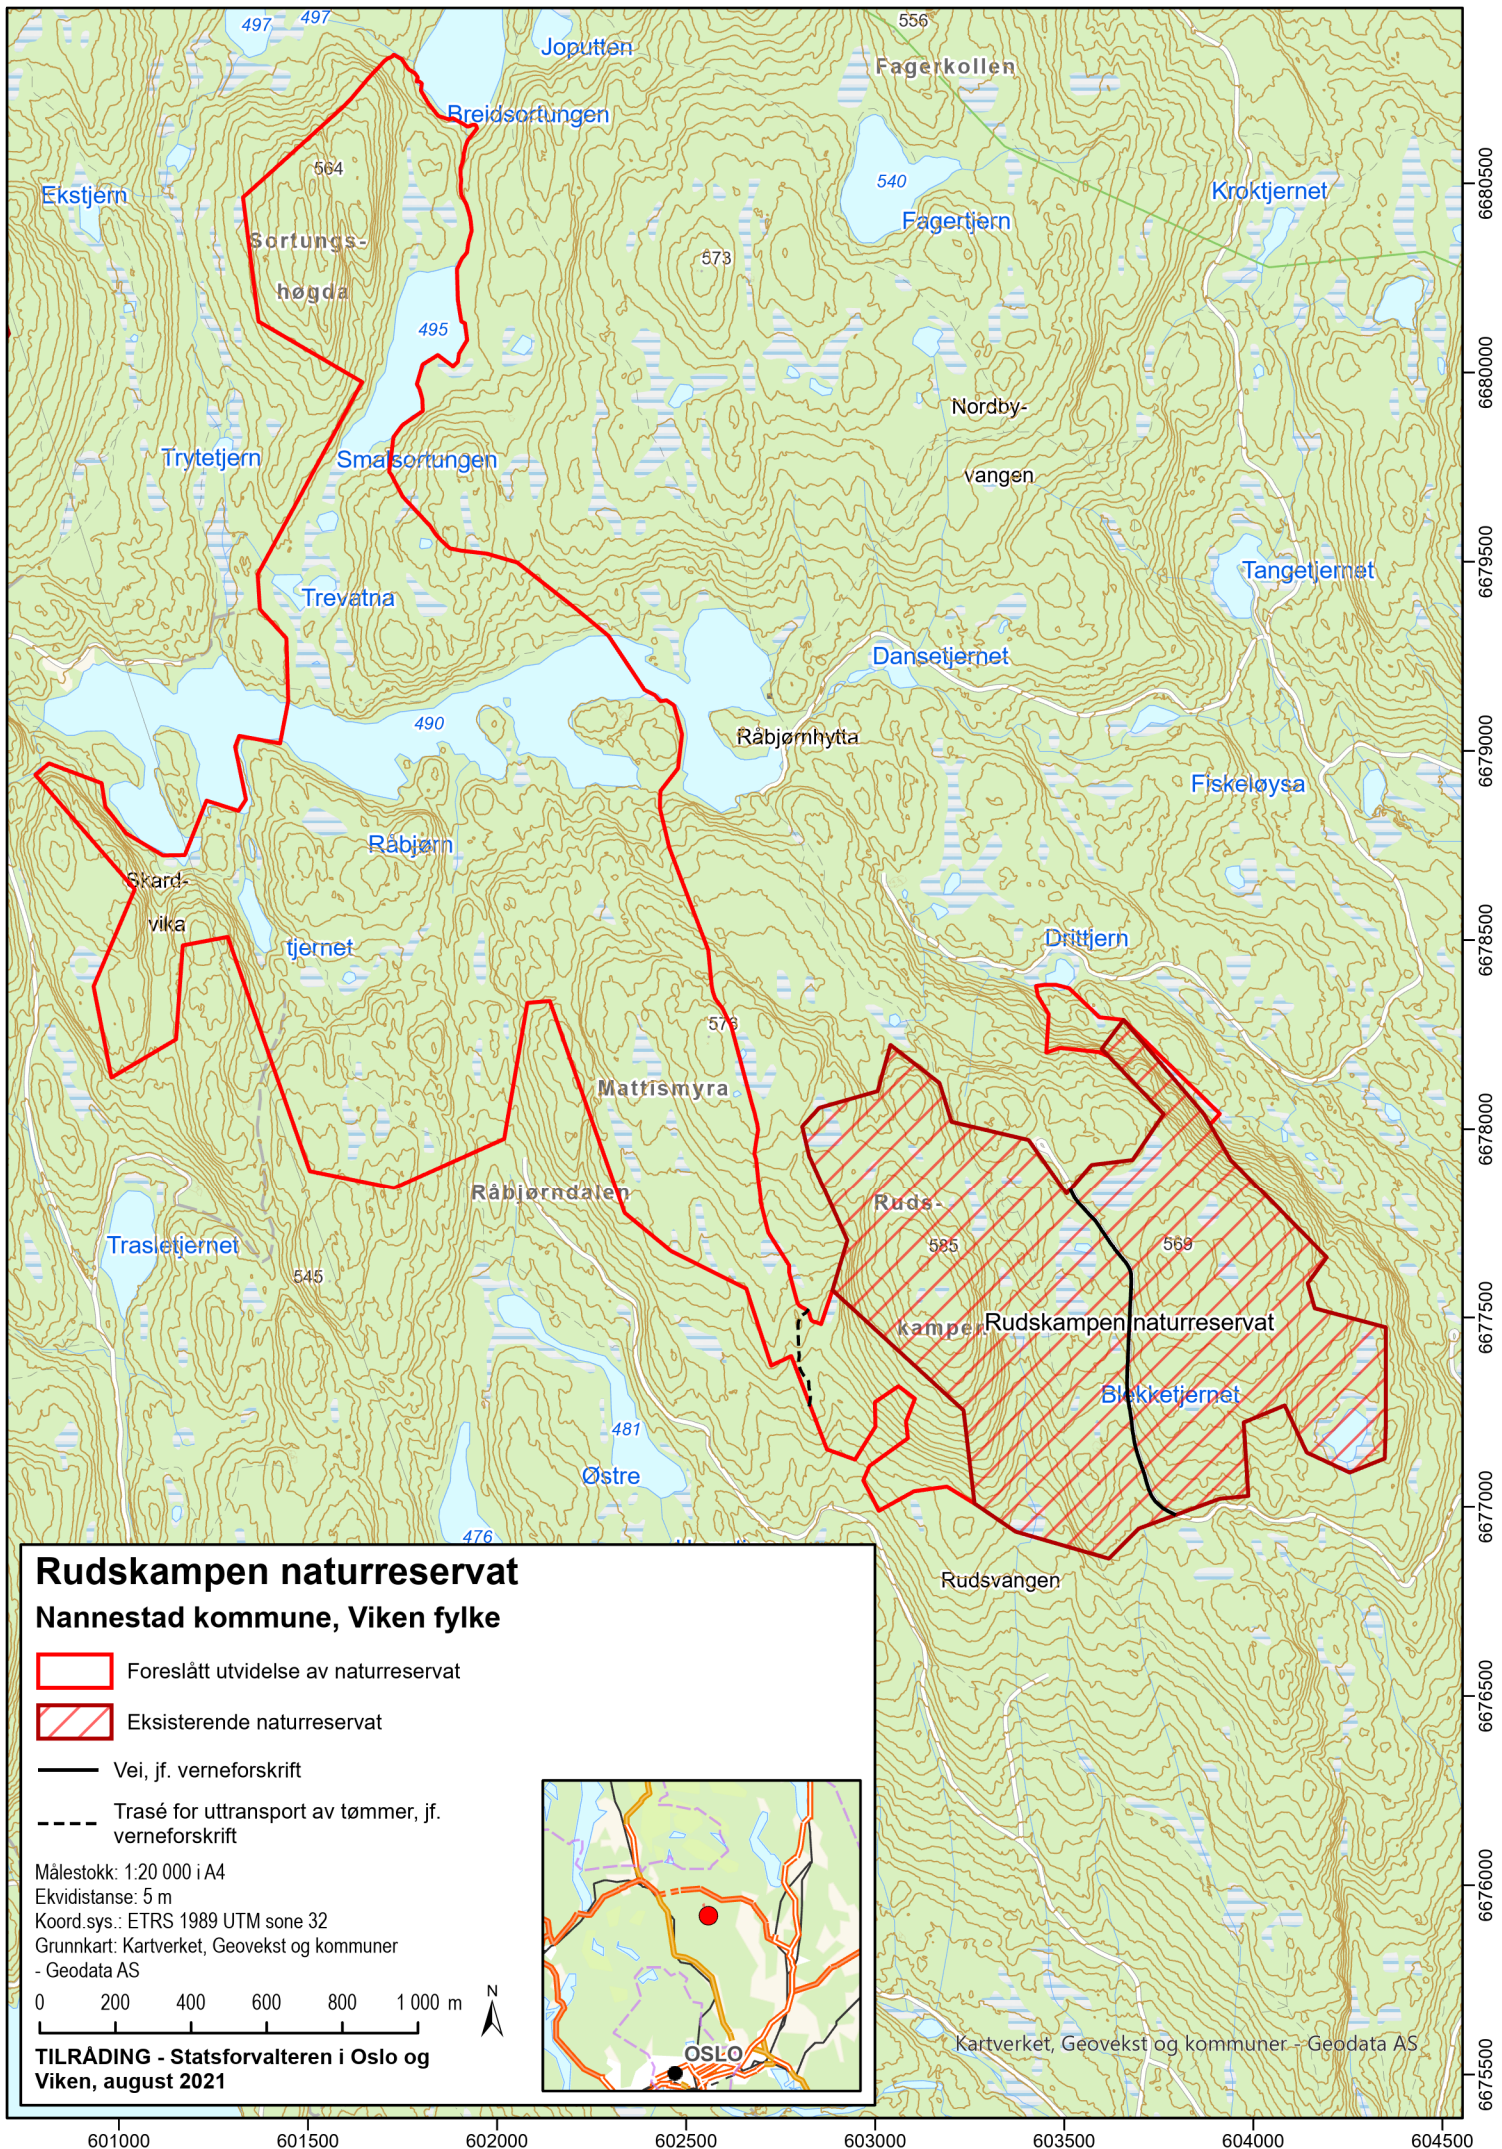 497
497
Joputten
556
Fagerkollen
Breidsortungen
564
540
Ekstjern
Kroktjernet
Fagertjern
Sortungs-
høgda
573
495
Nordby-
vangen
Trytetjern
Smalsortungen
Tangetjernet
Trevatna
Dansetjernet
490
Råbjørnhytta
Fiskeløysa
Råbjørn
Skard-
vika
tjernet
Drittjern
576
Mattismyra
Råbjørndalen
Ruds-
585
569
Trasletjernet
545
kampen
Rudskampen naturreservat
Blekketjernet
481
Østre
476
Rudsvangen
6680500
6680000
6679500
6679000
6678500
6678000
6677500
6677000
6676500
6676000
6675500
Rudskampen naturreservat
Nannestad kommune, Viken fylke
Foreslått utvidelse av naturreservat
Eksisterende naturreservat
Vei, jf. verneforskrift
Trasé for uttransport av tømmer, jf.
verneforskrift
Målestokk: 1:20 000 i A4
Ekvidistanse: 5 m
Koord.sys.: ETRS 1989 UTM sone 32
Grunnkart: Kartverket, Geovekst og kommuner
- Geodata AS
0 200 400 600 800 1 000 m
N
TILRÅDING - Statsforvalteren i Oslo og
Viken, august 2021
OSLO
Kartverket, Geovekst og kommuner - Geodata AS
601000 601500 602000 602500 603000 603500 604000 604500